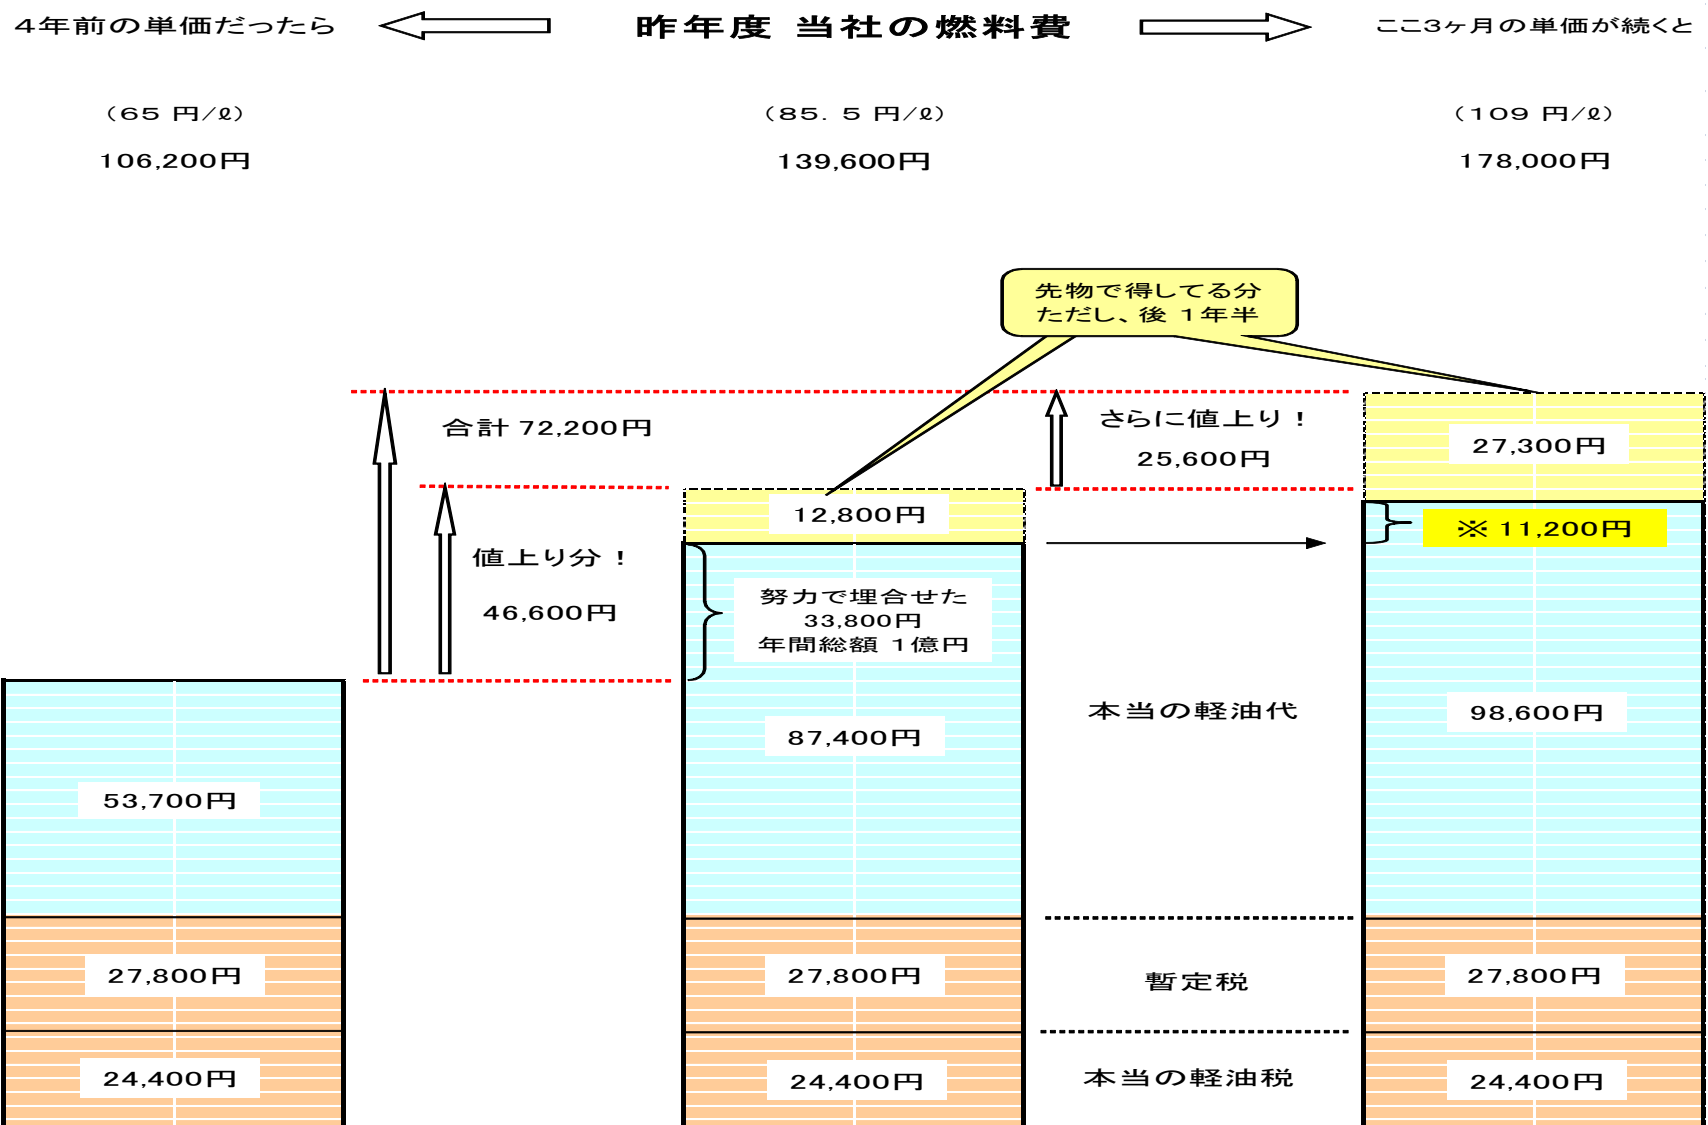 4年前の単価だったら
昨年度 当社の燃料費
ここ3ヶ月の単価が続くと
(65 円/ℓ)
(85. 5 円/ℓ)
(109 円/ℓ)
106,200円
139,600円
178,000円
先物で得してる分
ただし、後 1年半
合計 72,200円
さらに値上り!
25,600円
27,300円
12,800円
※ 11,200円
値上り分!
46,600円
努力で埋合せた
33,800円
年間総額 1億円
本当の軽油代
53,700円
87,400円
98,600円
27,800円
27,800円
暫定税
27,800円
24,400円
24,400円
本当の軽油税
24,400円